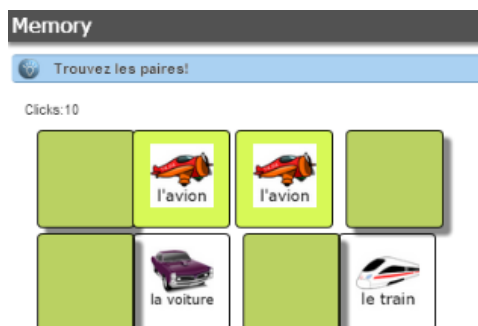 Memory
Trouvez les paires!
Clicks:10
l'avion l'avion
la voiture le train